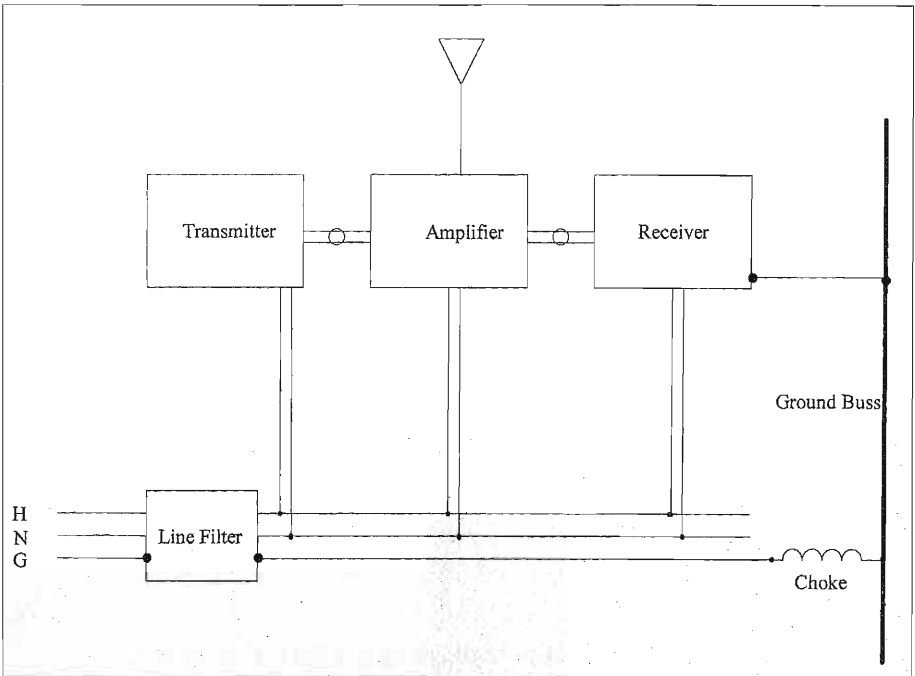 Transmitter
Amplifier
Receiver
Ground Buss
H
N
G
Line Filter
Choke